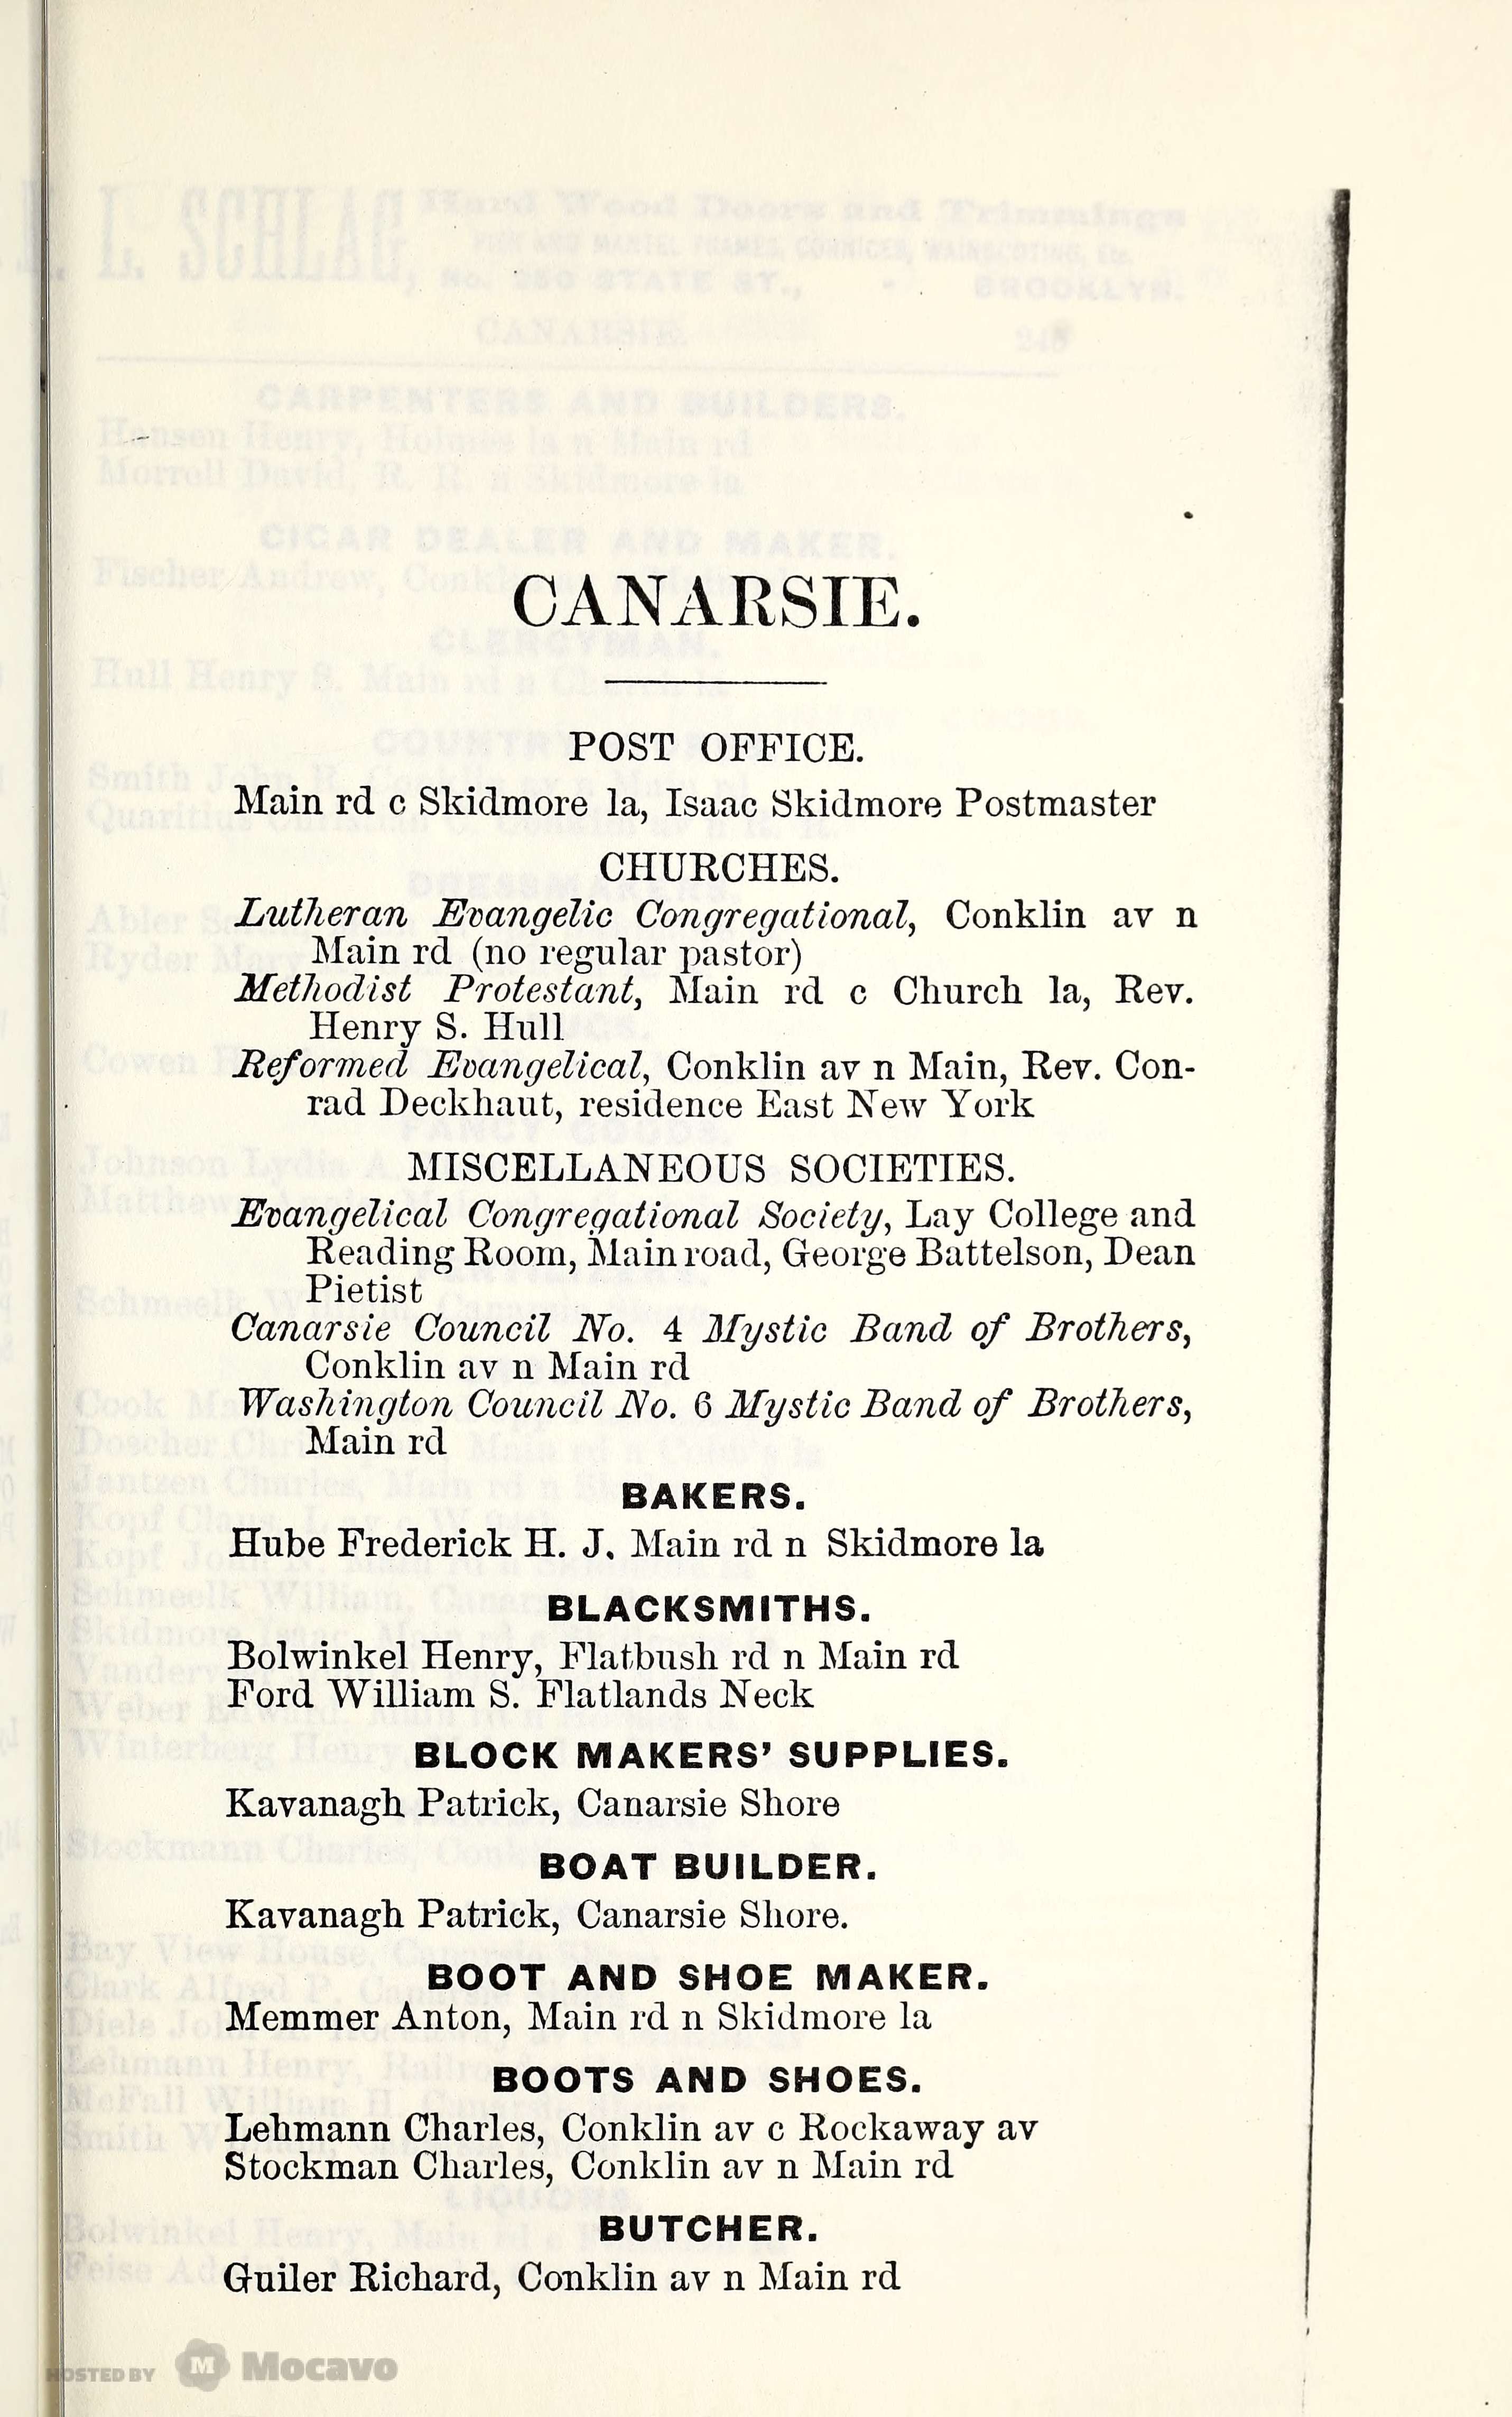 CANARSIE.
POST OFFICE.
Main rd c Skidmore la, Isaac Skidmore Postmaster
CHURCHES.
Lutheran Evangelic Congregational, Conklin av n
Main rd (no regular pastor)
Methodist Protestant, Main rd c Church la, Rev.
Henry S. Hull
Reformed Evangelical, Conklin av n Main, Rev. Con-
rad Deckhaut, residence East New York
MISCELLANEOUS SOCIETIES.
Evangelical Congregational Society, Lay College and
Reading Room, Main road, George Battelson, Dean
Pietist
Canarsie Council No. 4 Mystic Band of Brothers,
Conklin av n Main rd
Washington Council No. 6 Mystic Band of Brothers,
Main rd
BAKERS.
Hube Frederick H. J. Main rd n Skidmore la
BLACKSMITHS.
Bolwinkel Henry, Flatbush rd n Main rd
Ford William S. Flatlands Neck
BLOCK MAKERS' SUPPLIES.
Kavanagh Patrick, Canarsie Shore
BOAT BUILDER.
Kavanagh Patrick, Canarsie Shore.
BOOT AND SHOE MAKER.
Memmer Anton, Main rd n Skidmore la
BOOTS AND SHOES.
Lehmann Charles, Conklin av c Rockaway av
Stockman Charles, Conklin av n Main rd
BUTCHER.
Guiler Richard, Conklin av n Main rd
HOSTED BY M Mocavo